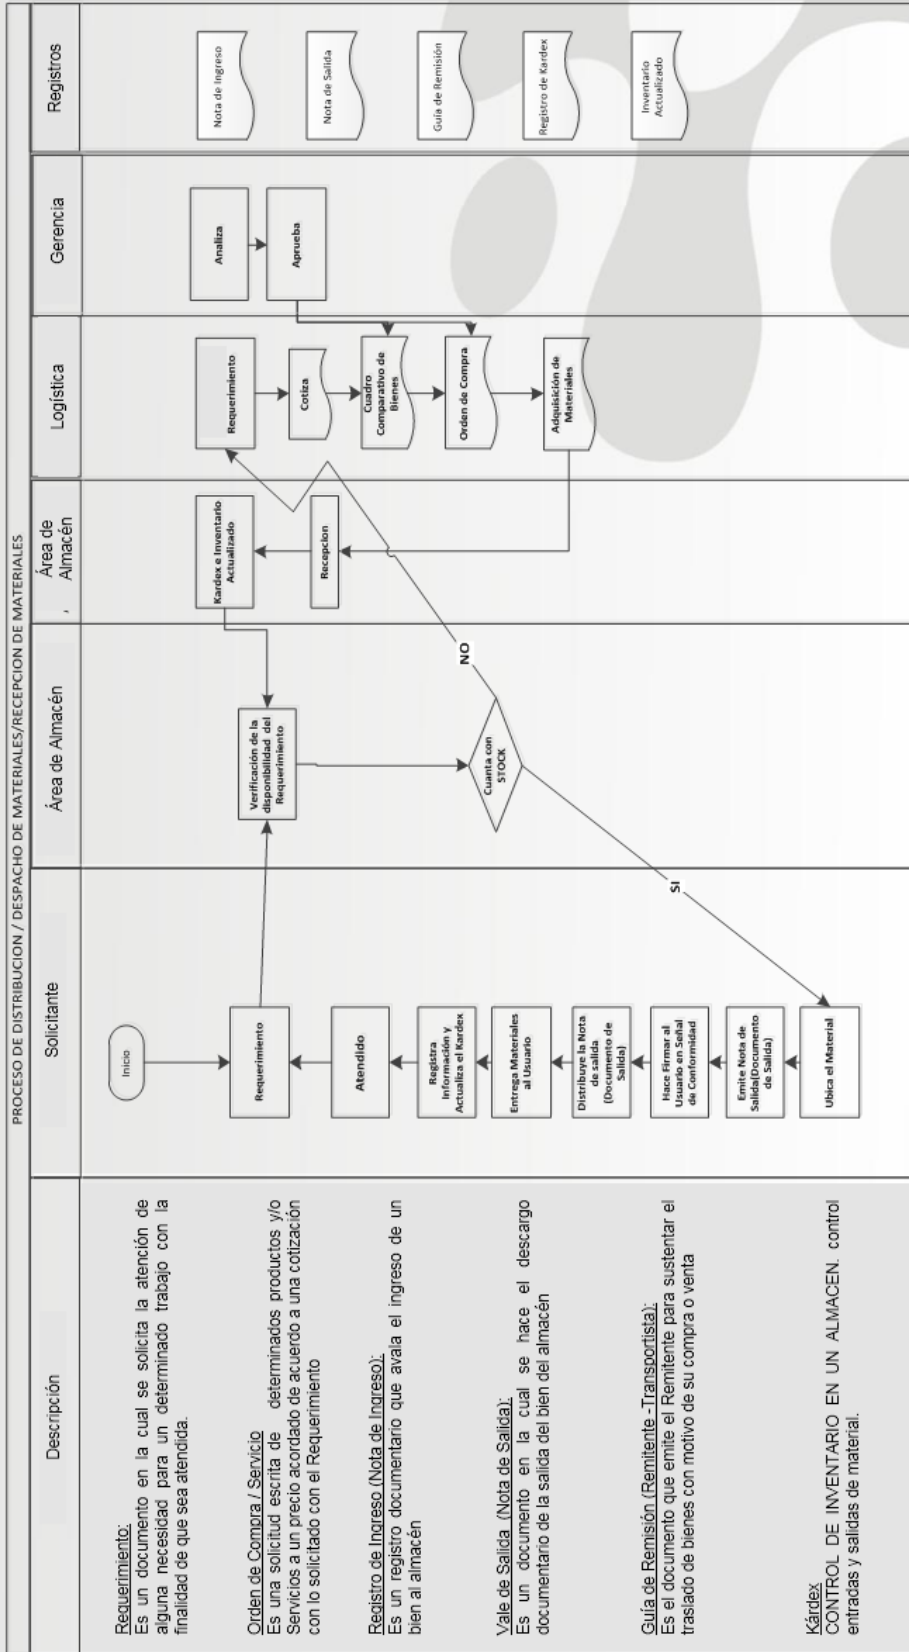 PROCESO DE DISTRIBUCION / DESPACHO DE MATERIALES/RECEPCION DE MATERIALES
Descripción
Solicitante
Área de Almacén
Área de
Almacén
,
Logística
Gerencia
Registros
Requerimiento:
Es un documento en la cual se solicita la atención de
alguna necesidad para un determinado trabajo con la
finalidad de que sea atendida.
Orden de Compra / Servicio
Es una solicitud escrita de determinados productos y/o
Servicios a un precio acordado de acuerdo a una cotización
con lo solicitado con el Requerimiento
Registro de Ingreso (Nota de Ingreso):
Es un registro documentario que avala el ingreso de un
bien al almacén
Vale de Salida (Nota de Salida):
Es un documento en la cual se hace el descargo
documentario de la salida del bien del almacén
Guía de Remisión (Remitente -Transportista):
Es el documento que emite el Remitente para sustentar el
traslado de bienes con motivo de su compra o venta
Kárdex
CONTROL DE INVENTARIO EN UN ALMACEN. control
entradas y salidas de material.
Inicio
Requerimiento
Atendido
Registra
Información y
Actualiza el Kardex
Entrega Materiales
al Usuario
Distribuye la Nota
de salida
(Documento de
Salida)
Hace Firmar al
Usuario en Señal
de Conformidad
Emite Nota de
Salida(Documento
de Salida)
Ubica el Material
Verificación de la
disponibilidad del
Requerimiento
Cuanta con
STOCK
NO
SI
Kardex e Inventario
Actualizado
Recepcion
Requerimiento
Cotiza
Cuadro
Comparativo de
Bienes
Orden de Compra
Adquisición de
Materiales
Analiza
Aprueba
Nota de Ingreso
Nota de Salida
Guía de Remisión
Registro de Kardex
Inventario
Actualizado